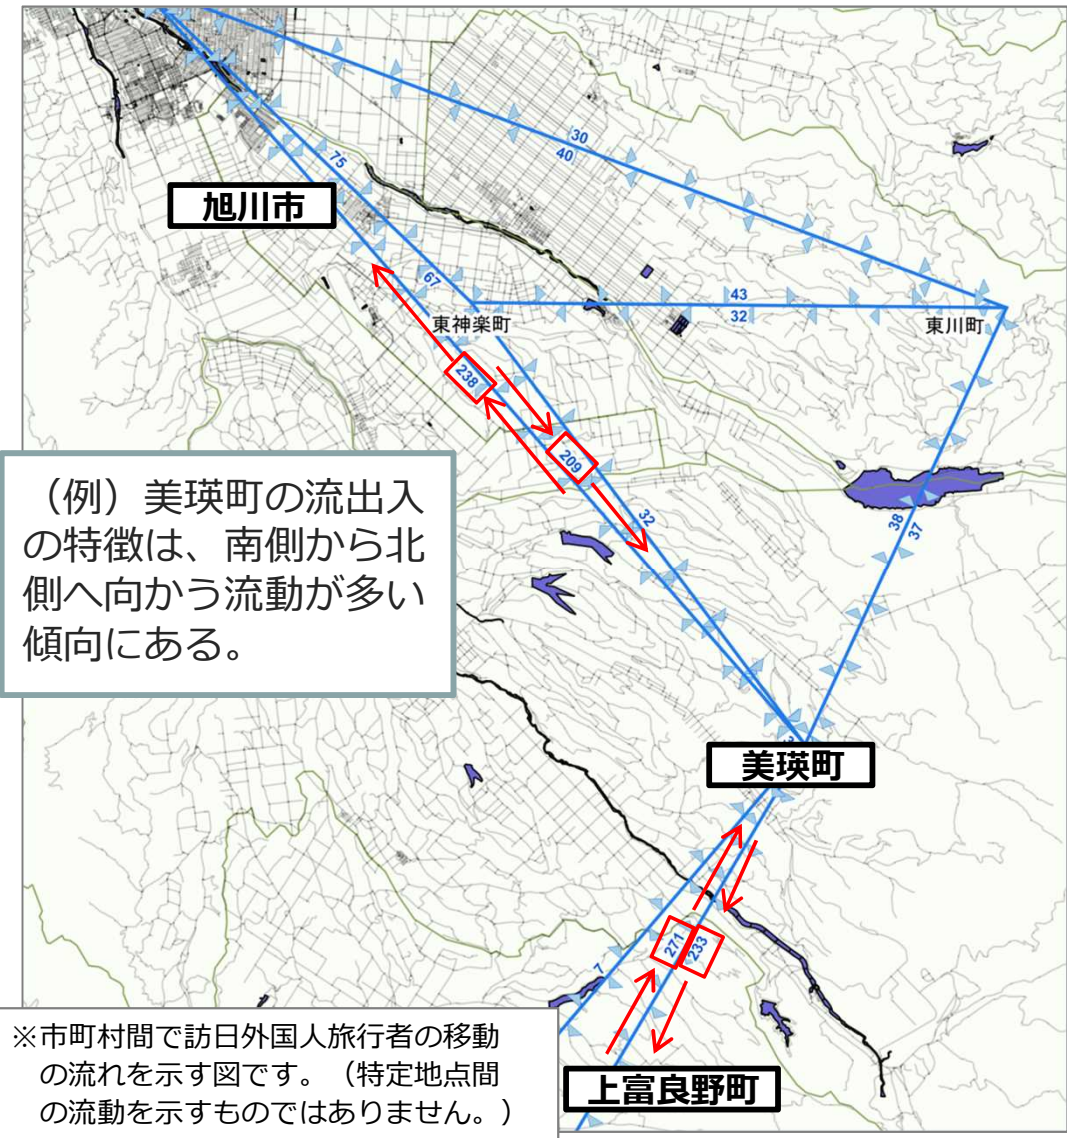 30
40
75
旭川市
67
43
32
東神楽町
東川町
238
209
32
38
37
（例）美瑛町の流出入
の特徴は、南側から北
側へ向かう流動が多い
傾向にある。
美瑛町
271
233
7
※市町村間で訪日外国人旅行者の移動
の流れを示す図です。（特定地点間
の流動を示すものではありません。）
上富良野町